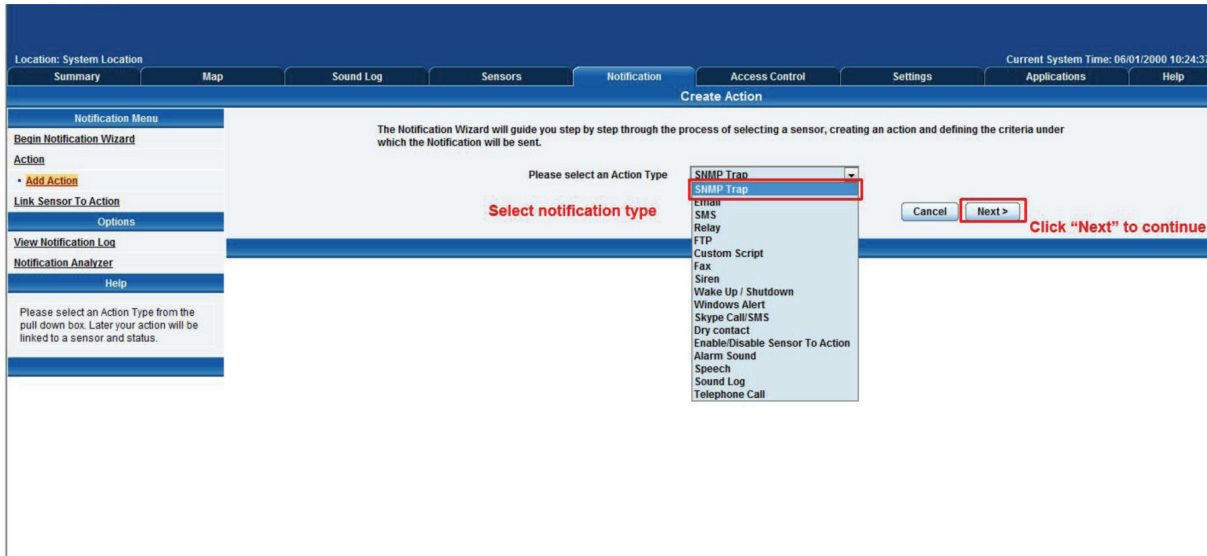 Location: System Location
Current System Time: 06/01/2000 10:24:37
Summary
Map
Sound Log
Sensors
Notification
Access Control
Settings
Applications
Help
Create Action
Notification Menu
Begin Notification Wizard
Action
• Add Action
Link Sensor To Action
Options
View Notification Log
Notification Analyzer
Help
Please select an Action Type from the
pull down box. Later your action will be
linked to a sensor and status.
The Notification Wizard will guide you step by step through the process of selecting a sensor, creating an action and defining the criteria under
which the Notification will be sent.
Please select an Action Type
SNMP Trap
SNMP Trap
Email
SMS
Relay
FTP
Custom Script
Fax
Siren
Wake Up / Shutdown
Windows Alert
Skype Call/SMS
Dry contact
Enable/Disable Sensor To Action
Alarm Sound
Speech
Sound Log
Telephone Call
Select notification type
Cancel
Next >
Click “Next” to continue